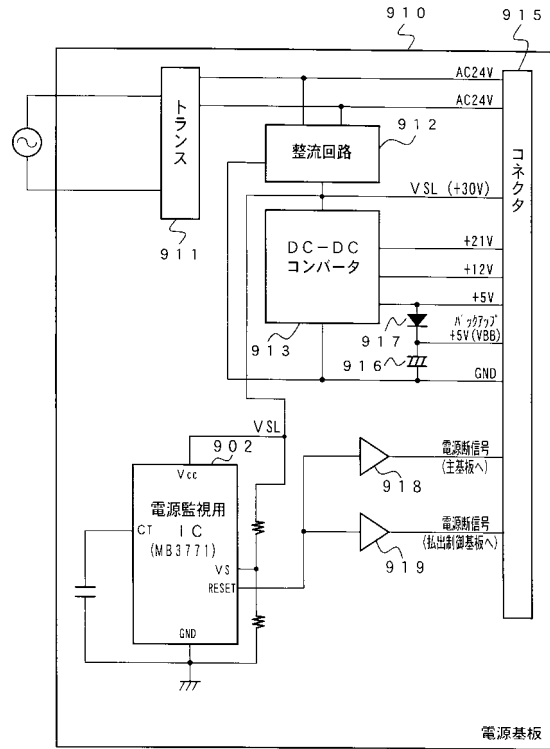 915
910
AC24V
AC24V
トランス
整流回路
912
コネクタ
VSL (+30V)
911
DC-DC
コンバータ
+21V
+12V
+5V
917
バックアップ
+5V(VBB)
913
916
GND
VSL
902
Vcc
電源監視用
IC
(MB3771)
CT
VS
RESET
GND
電源断信号
(主基板へ)
918
電源断信号
(払出制御基板へ)
919
電源基板